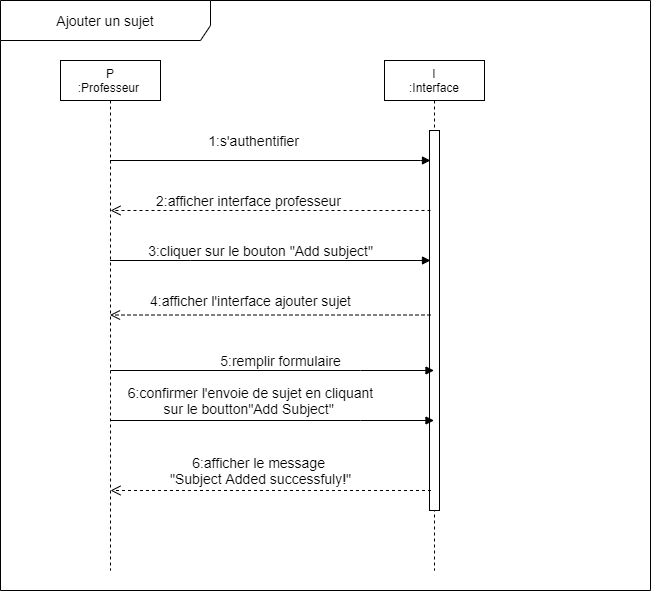 Ajouter un sujet
P
:Professeur
I
:Interface
1:s'authentifier
2:afficher interface professeur
3:cliquer sur le bouton "Add subject"
4:afficher l'interface ajouter sujet
5:remplir formulaire
6:confirmer l'envoie de sujet en cliquant
sur le boutton"Add Subject"
6:afficher le message
"Subject Added successfuly!"